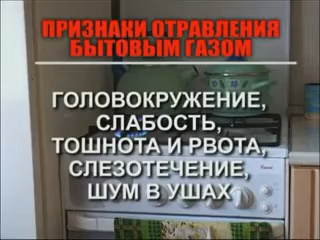 ПРИЗНАКИ ОТРАВЛЕНИЯ
БЫТОВЫМ ГАЗОМ
ГОЛОВОКРУЖЕНИЕ,
СЛАБОСТЬ,
ТОШНОТА И РВОТА,
СЛЕЗОТЕЧЕНИЕ,
ШУМ В УШАХ